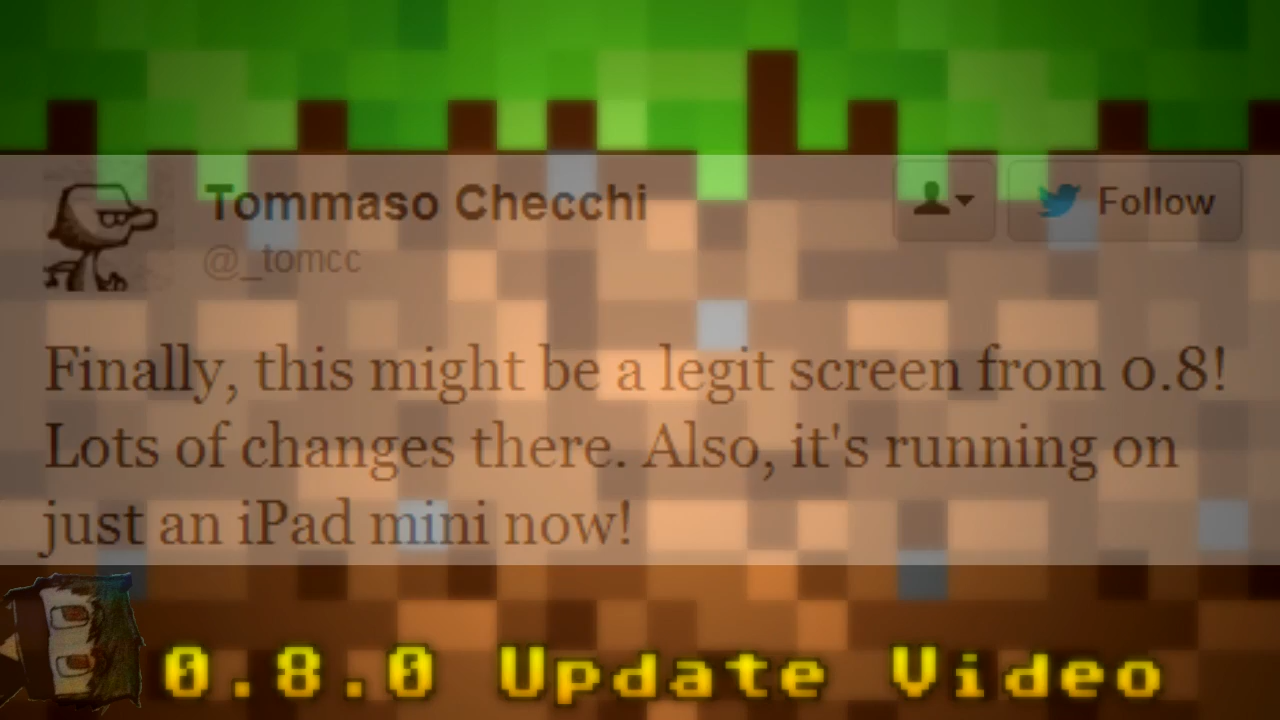 Tommaso Checchi
@_tomcc
Follow
Finally, this might be a legit screen from 0.8!
Lots of changes there. Also, it's running on
just an iPad mini now!
0.8.0 Update Video